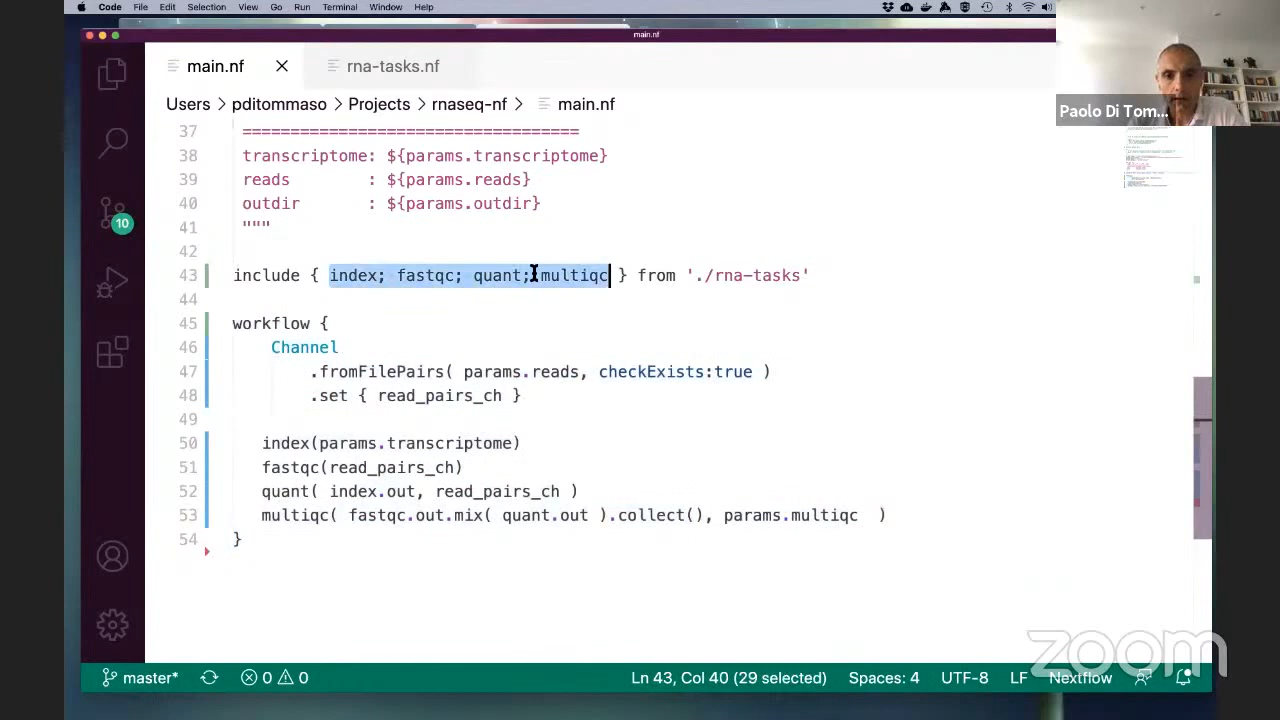 Code File Edit Selection View Go Run Terminal Window Help
main.nf
main.nf rna-tasks.nf
Users > pditommaso > Projects > rnaseq-nf > main.nf
Paolo Di Tom...
37 ===================================
38 transcriptome: ${params.transcriptome}
39 reads : ${params.reads}
40 outdir : ${params.outdir}
41 """
42
43 include { index; fastqc; quant; multiqc } from './rna-tasks'
44
45 workflow {
46 Channel
47 .fromFilePairs( params.reads, checkExists:true )
48 .set { read_pairs_ch }
49
50 index(params.transcriptome)
51 fastqc(read_pairs_ch)
52 quant( index.out, read_pairs_ch )
53 multiqc( fastqc.out.mix( quant.out ).collect(), params.multiqc )
54 }
10
zoom
master* 0 0 Ln 43, Col 40 (29 selected) Spaces: 4 UTF-8 LF Nextflow